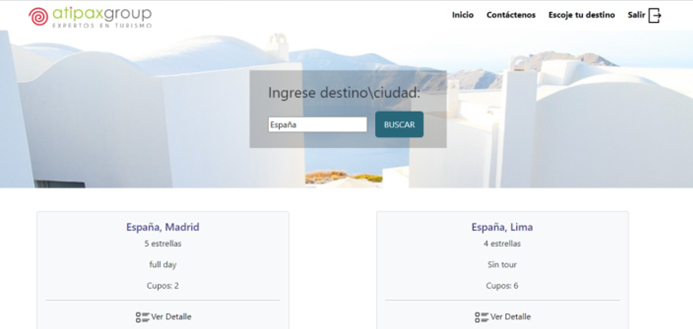 atipaxgroup
EXPERTOS EN TURISMO
Inicio Contáctenos Escoje tu destino Salir
Ingrese destino\ciudad:
España BUSCAR
España, Madrid
5 estrellas
full day
Cupos: 2
Ver Detalle
España, Lima
4 estrellas
Sin tour
Cupos: 6
Ver Detalle